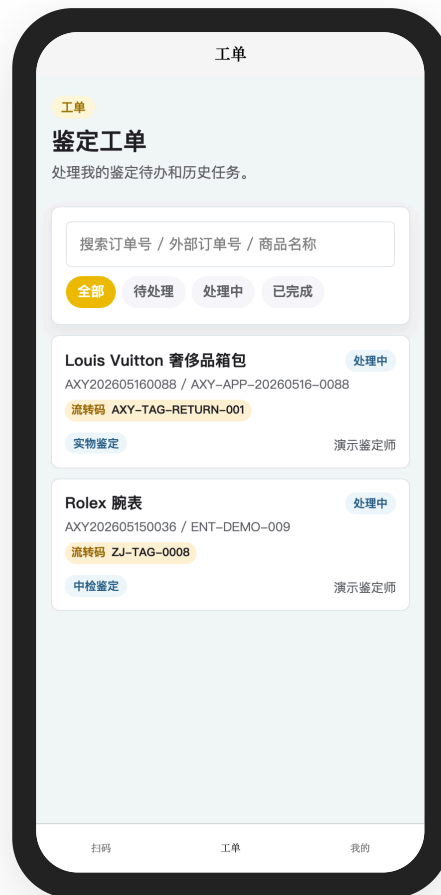 工单
工单
鉴定工单
处理我的鉴定待办和历史任务。
搜索订单号 / 外部订单号 / 商品名称
全部 待处理 处理中 已完成
Louis Vuitton 奢侈品箱包 处理中
AXY202605160088 / AXY-APP-20260516-0088
流转码 AXY-TAG-RETURN-001
实物鉴定 演示鉴定师
Rolex 腕表 处理中
AXY202605150036 / ENT-DEMO-009
流转码 ZJ-TAG-0008
中检鉴定 演示鉴定师
扫码 工单 我的